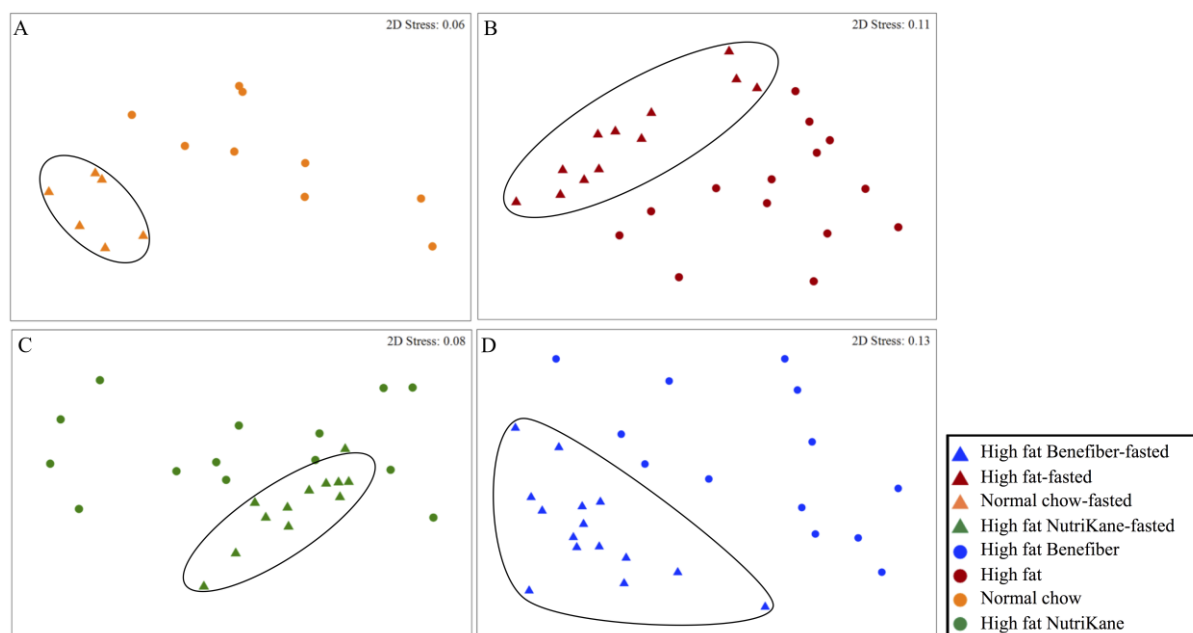 A
2D Stress: 0.06
B
2D Stress: 0.11
C
2D Stress: 0.08
D
2D Stress: 0.13
High fat Benefiber-fasted
High fat-fasted
Normal chow-fasted
High fat NutriKane-fasted
High fat Benefiber
High fat
Normal chow
High fat NutriKane